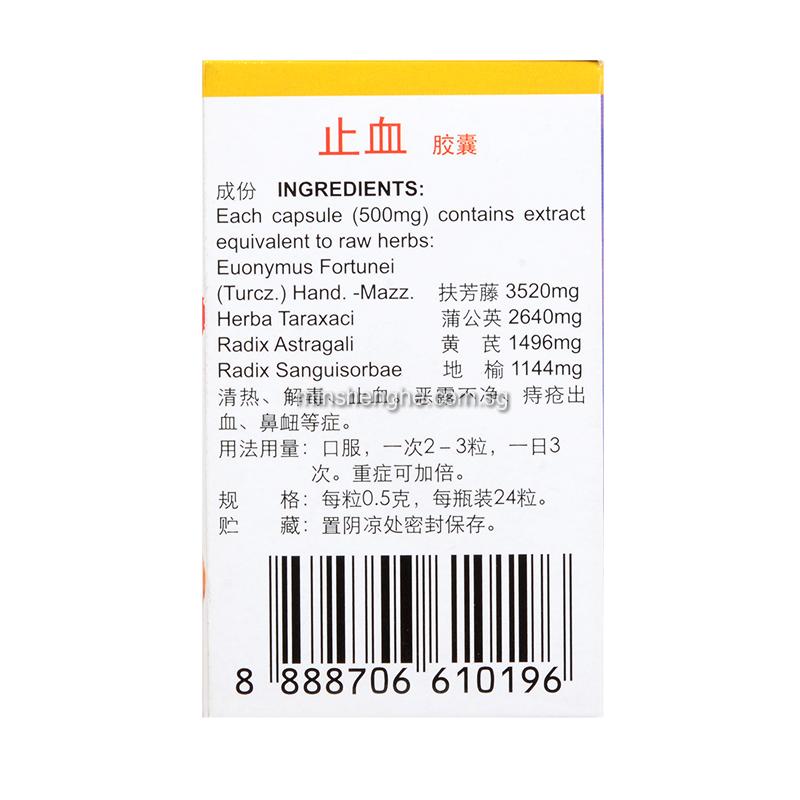 止血 胶囊
成份 INGREDIENTS:
Each capsule (500mg) contains extract
equivalent to raw herbs:
Euonymus Fortunei
(Turcz.) Hand. -Mazz. 扶芳藤 3520mg
Herba Taraxaci 蒲公英 2640mg
Radix Astragali 黄芪 1496mg
Radix Sanguisorbae 地榆 1144mg
清热、解毒、止血。恶露不净，痔疮出
minshenghe.com.sg
血、鼻衄等症。
用法用量：口服，一次2–3粒，一日3
次。重症可加倍。
规格：每粒0.5克，每瓶装24粒。
贮藏：置阴凉处密封保存。
8 888706 610196